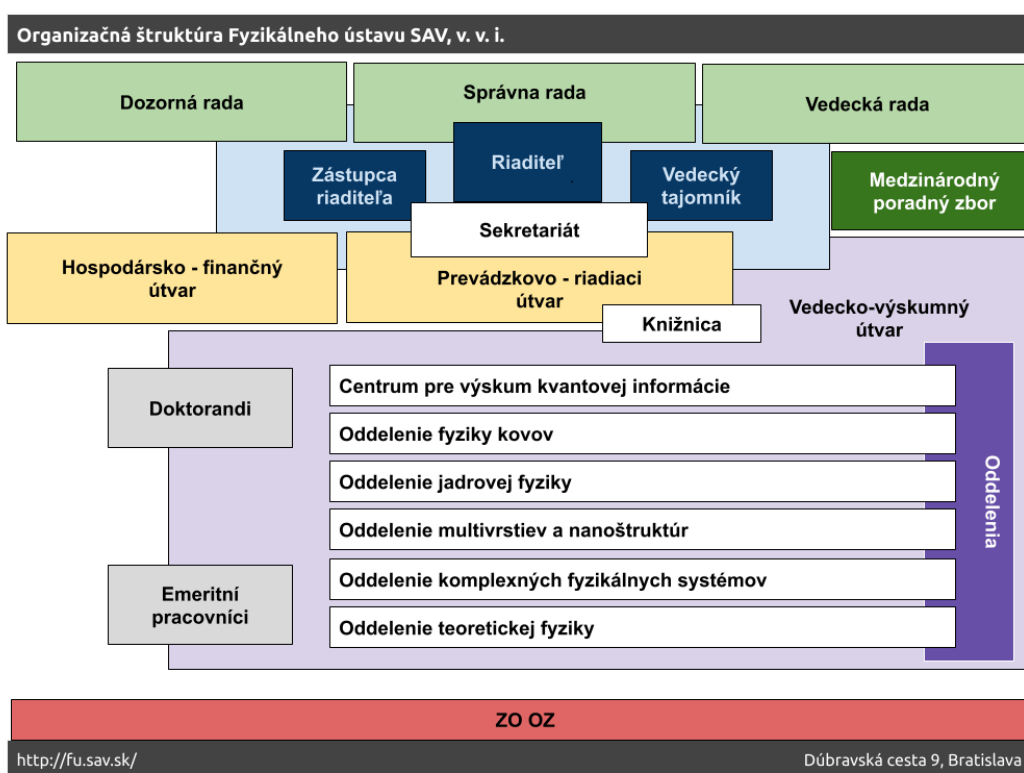 Organizačná štruktúra Fyzikálneho ústavu SAV, v. v. i.
Dozorná rada
Správna rada
Vedecká rada
Zástupca
riaditeľa
Riaditeľ
Vedecký
tajomník
Medzinárodný
poradný zbor
Sekretariát
Hospodársko - finančný
útvar
Prevádzkovo - riadiaci
útvar
Knižnica
Vedecko-výskumný
útvar
Doktorandi
Centrum pre výskum kvantovej informácie
Oddelenie fyziky kovov
Oddelenie jadrovej fyziky
Oddelenie multivrstiev a nanoštruktúr
Oddelenie komplexných fyzikálnych systémov
Oddelenie teoretickej fyziky
Oddelenia
Emeritní
pracovníci
ZO OZ
http://fu.sav.sk/
Dúbravská cesta 9, Bratislava